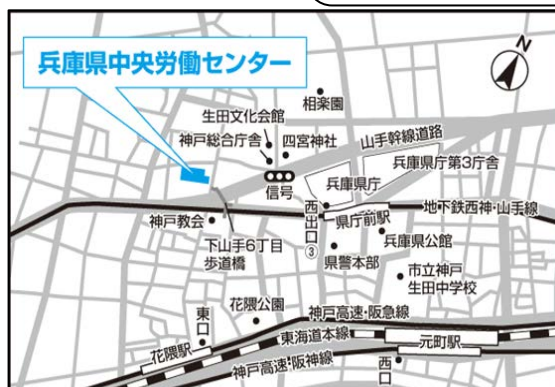 兵庫県中央労働センター
N
相楽園
生田文化会館
神戸総合庁舎
四宮神社
山手幹線道路
兵庫県庁第3庁舎
信号
兵庫県庁
西出口
③
県庁前駅
地下鉄西神・山手線
神戸教会
下山手6丁目
歩道橋
県警本部
兵庫県公館
市立神戸
生田中学校
花隈公園
東口
花隈駅
神戸高速・阪急線
東海道本線
元町駅
神戸高速・阪神線
西口